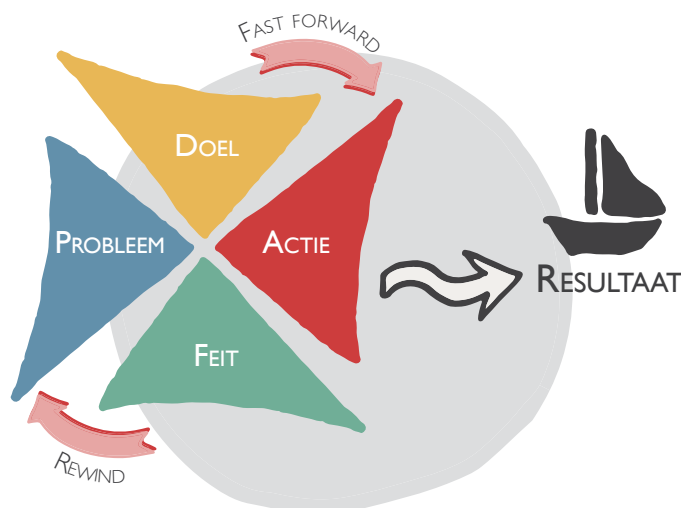 Fast forward
Doel
Probleem
Actie
Resultaat
Feit
Rewind